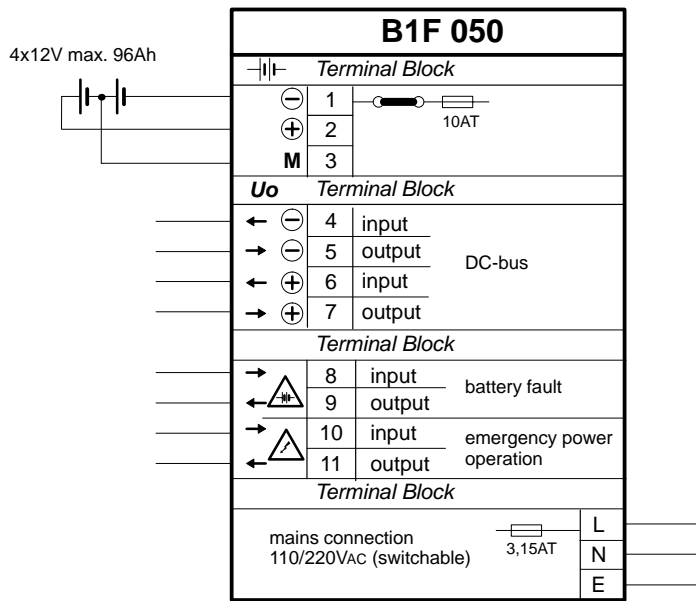 B1F 050
4x12V max. 96Ah
Terminal Block
⊖ 1
10AT
⊕ 2
M 3
Uo Terminal Block
⊖ 4 input
⊖ 5 output
DC-bus
⊕ 6 input
⊕ 7 output
Terminal Block
8 input
battery fault
9 output
10 input
emergency power
operation
11 output
Terminal Block
mains connection
110/220VAC (switchable)
3,15AT
L
N
E